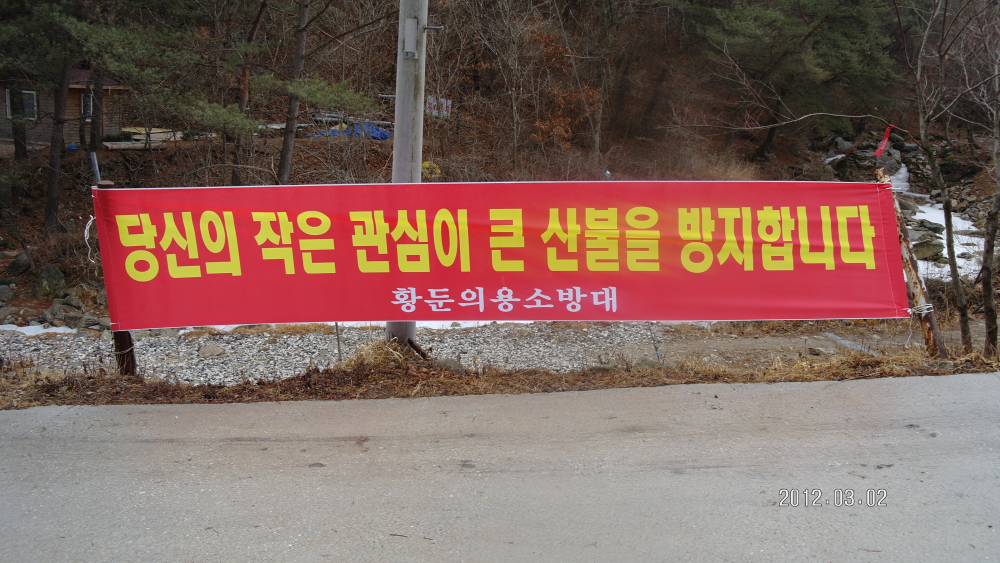 당신의 작은 관심이 큰 산불을 방지합니다
황둔의용소방대
2012.03.02